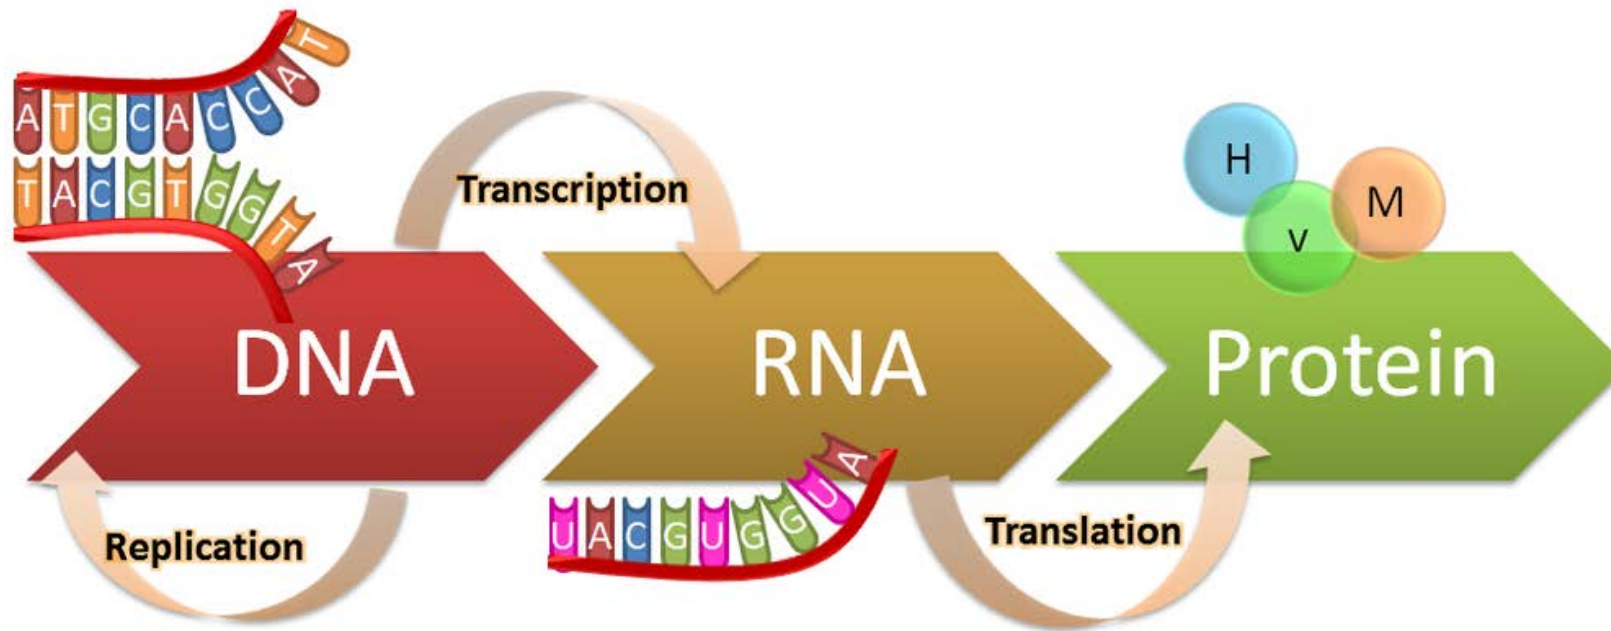 ATGCACCAT
TACGTGGTA
Transcription
H
V
M
DNA
RNA
Protein
UACGUGGUA
Replication
Translation